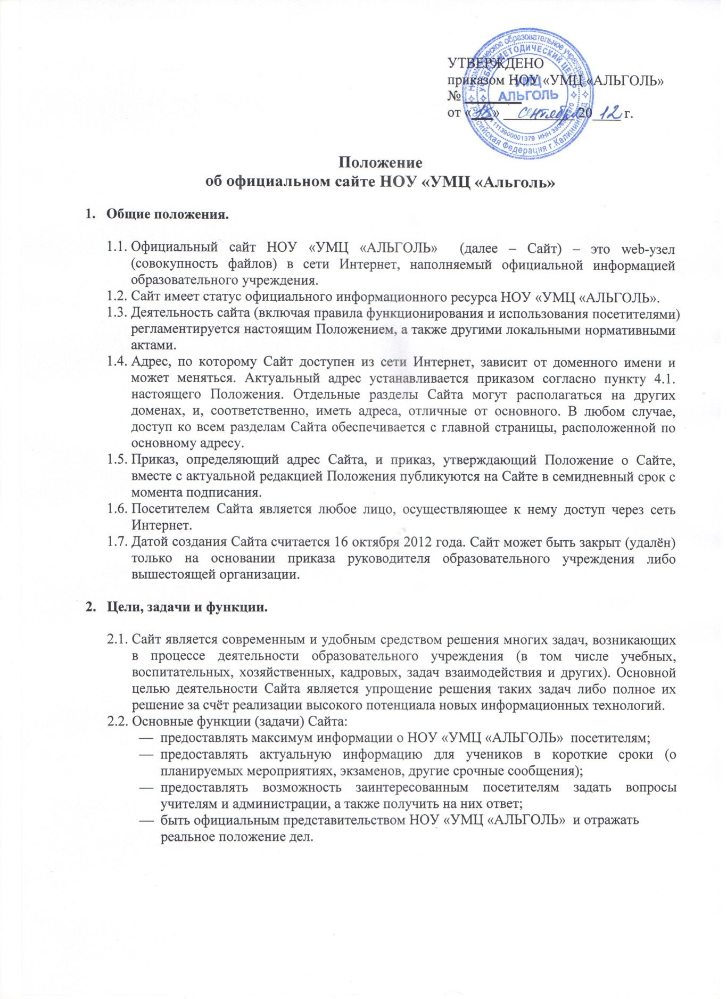 УТВЕРЖДЕНО
приказом НОУ «УМЦ «АЛЬГОЛЬ»
№ ________
от «__» сентября 2012 г.
Некоммерческое образовательное учреждение
УЧЕБНО-МЕТОДИЧЕСКИЙ ЦЕНТР
УМЦ
АЛЬГОЛЬ
1113900001379 ИНН
Российская Федерация г.Калининград
Положение
об официальном сайте НОУ «УМЦ «Альголь»
1. Общие положения.
1.1. Официальный сайт НОУ «УМЦ «АЛЬГОЛЬ» (далее – Сайт) – это web-узел
(совокупность файлов) в сети Интернет, наполняемый официальной информацией
образовательного учреждения.
1.2. Сайт имеет статус официального информационного ресурса НОУ «УМЦ «АЛЬГОЛЬ».
1.3. Деятельность сайта (включая правила функционирования и использования посетителями)
регламентируется настоящим Положением, а также другими локальными нормативными
актами.
1.4. Адрес, по которому Сайт доступен из сети Интернет, зависит от доменного имени и
может меняться. Актуальный адрес устанавливается приказом согласно пункту 4.1.
настоящего Положения. Отдельные разделы Сайта могут располагаться на других
доменах, и, соответственно, иметь адреса, отличные от основного. В любом случае,
доступ ко всем разделам Сайта обеспечивается с главной страницы, расположенной по
основному адресу.
1.5. Приказ, определяющий адрес Сайта, и приказ, утверждающий Положение о Сайте,
вместе с актуальной редакцией Положения публикуются на Сайте в семидневный срок с
момента подписания.
1.6. Посетителем Сайта является любое лицо, осуществляющее к нему доступ через сеть
Интернет.
1.7. Датой создания Сайта считается 16 октября 2012 года. Сайт может быть закрыт (удалён)
только на основании приказа руководителя образовательного учреждения либо
вышестоящей организации.
2. Цели, задачи и функции.
2.1. Сайт является современным и удобным средством решения многих задач, возникающих
в процессе деятельности образовательного учреждения (в том числе учебных,
воспитательных, хозяйственных, кадровых, задач взаимодействия и других). Основной
целью деятельности Сайта является упрощение решения таких задач либо полное их
решение за счёт реализации высокого потенциала новых информационных технологий.
2.2. Основные функции (задачи) Сайта:
— предоставлять максимум информации о НОУ «УМЦ «АЛЬГОЛЬ» посетителям;
— предоставлять актуальную информацию для учеников в короткие сроки (о
планируемых мероприятиях, экзаменов, другие срочные сообщения);
— предоставлять возможность заинтересованным посетителям задать вопросы
учителям и администрации, а также получить на них ответ;
— быть официальным представительством НОУ «УМЦ «АЛЬГОЛЬ» и отражать
реальное положение дел.